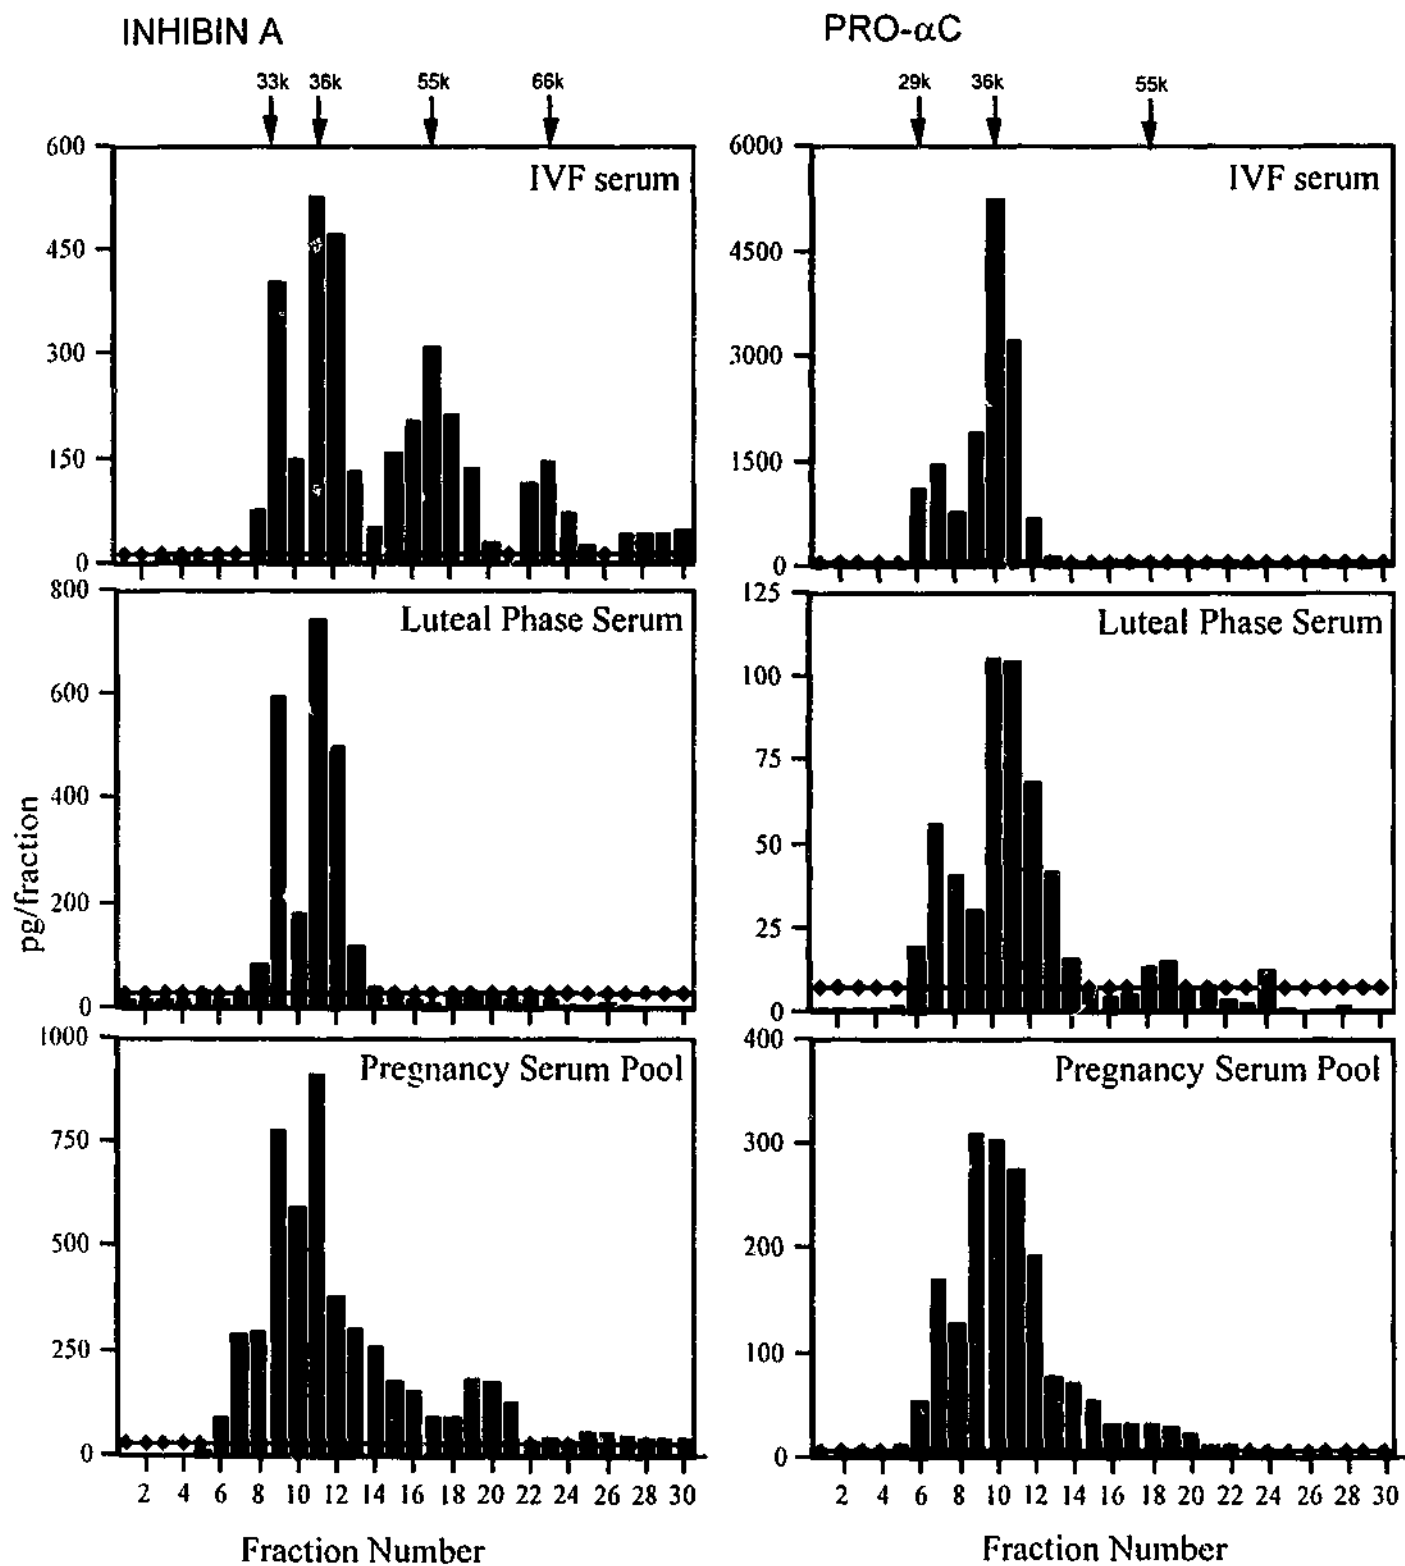 INHIBIN A
PRO-αC
33k 36k 55k 66k
29k 36k 55k
600
450
300
150
0
IVF serum
6000
4500
3000
1500
0
IVF serum
800
600
400
200
0
Luteal Phase Serum
125
100
75
50
25
0
Luteal Phase Serum
pg/fraction
1000
750
500
250
0
Pregnancy Serum Pool
400
300
200
100
0
Pregnancy Serum Pool
2 4 6 8 10 12 14 16 18 20 22 24 26 28 30
2 4 6 8 10 12 14 16 18 20 22 24 26 28 30
Fraction Number
Fraction Number